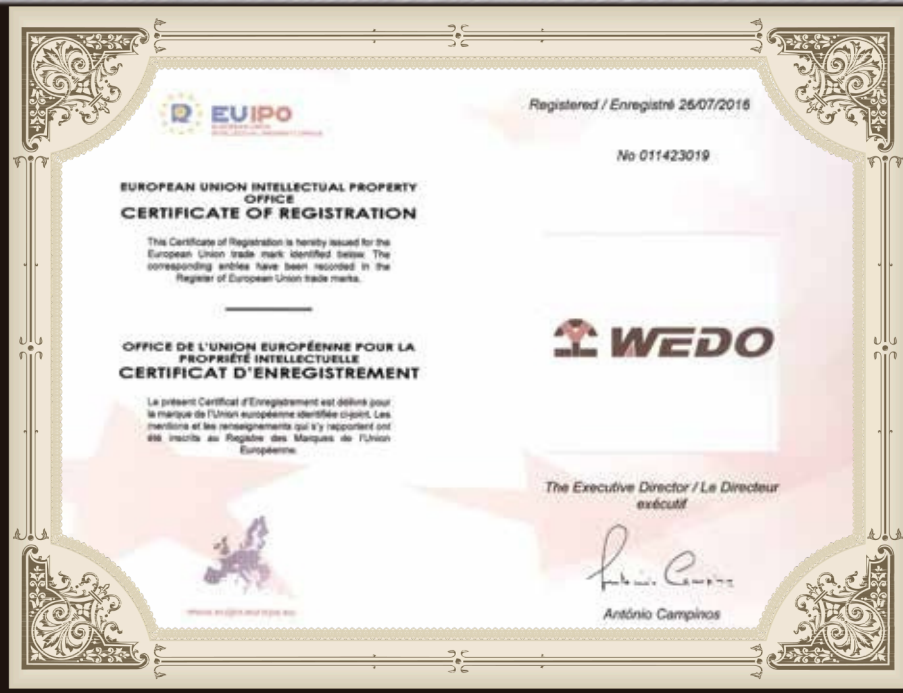 EUIPO
EUROPEAN UNION
INTELLECTUAL PROPERTY OFFICE
EUROPEAN UNION INTELLECTUAL PROPERTY
OFFICE
CERTIFICATE OF REGISTRATION
This Certificate of Registration is hereby issued for the
European Union trade mark identified below. The
corresponding entries have been recorded in the
Register of European Union trade marks.
OFFICE DE L'UNION EUROPÉENNE POUR LA
PROPRIÉTÉ INTELLECTUELLE
CERTIFICAT D'ENREGISTREMENT
Le présent Certificat d'Enregistrement est délivré pour
la marque de l'Union européenne identifiée ci-joint. Les
mentions et les renseignements qui s'y rapportent ont
été inscrits au Registre des Marques de l'Union
Européenne.
Registered / Enregistré 26/07/2016
No 011423019
WEDO
The Executive Director / Le Directeur
exécutif
António Campinos